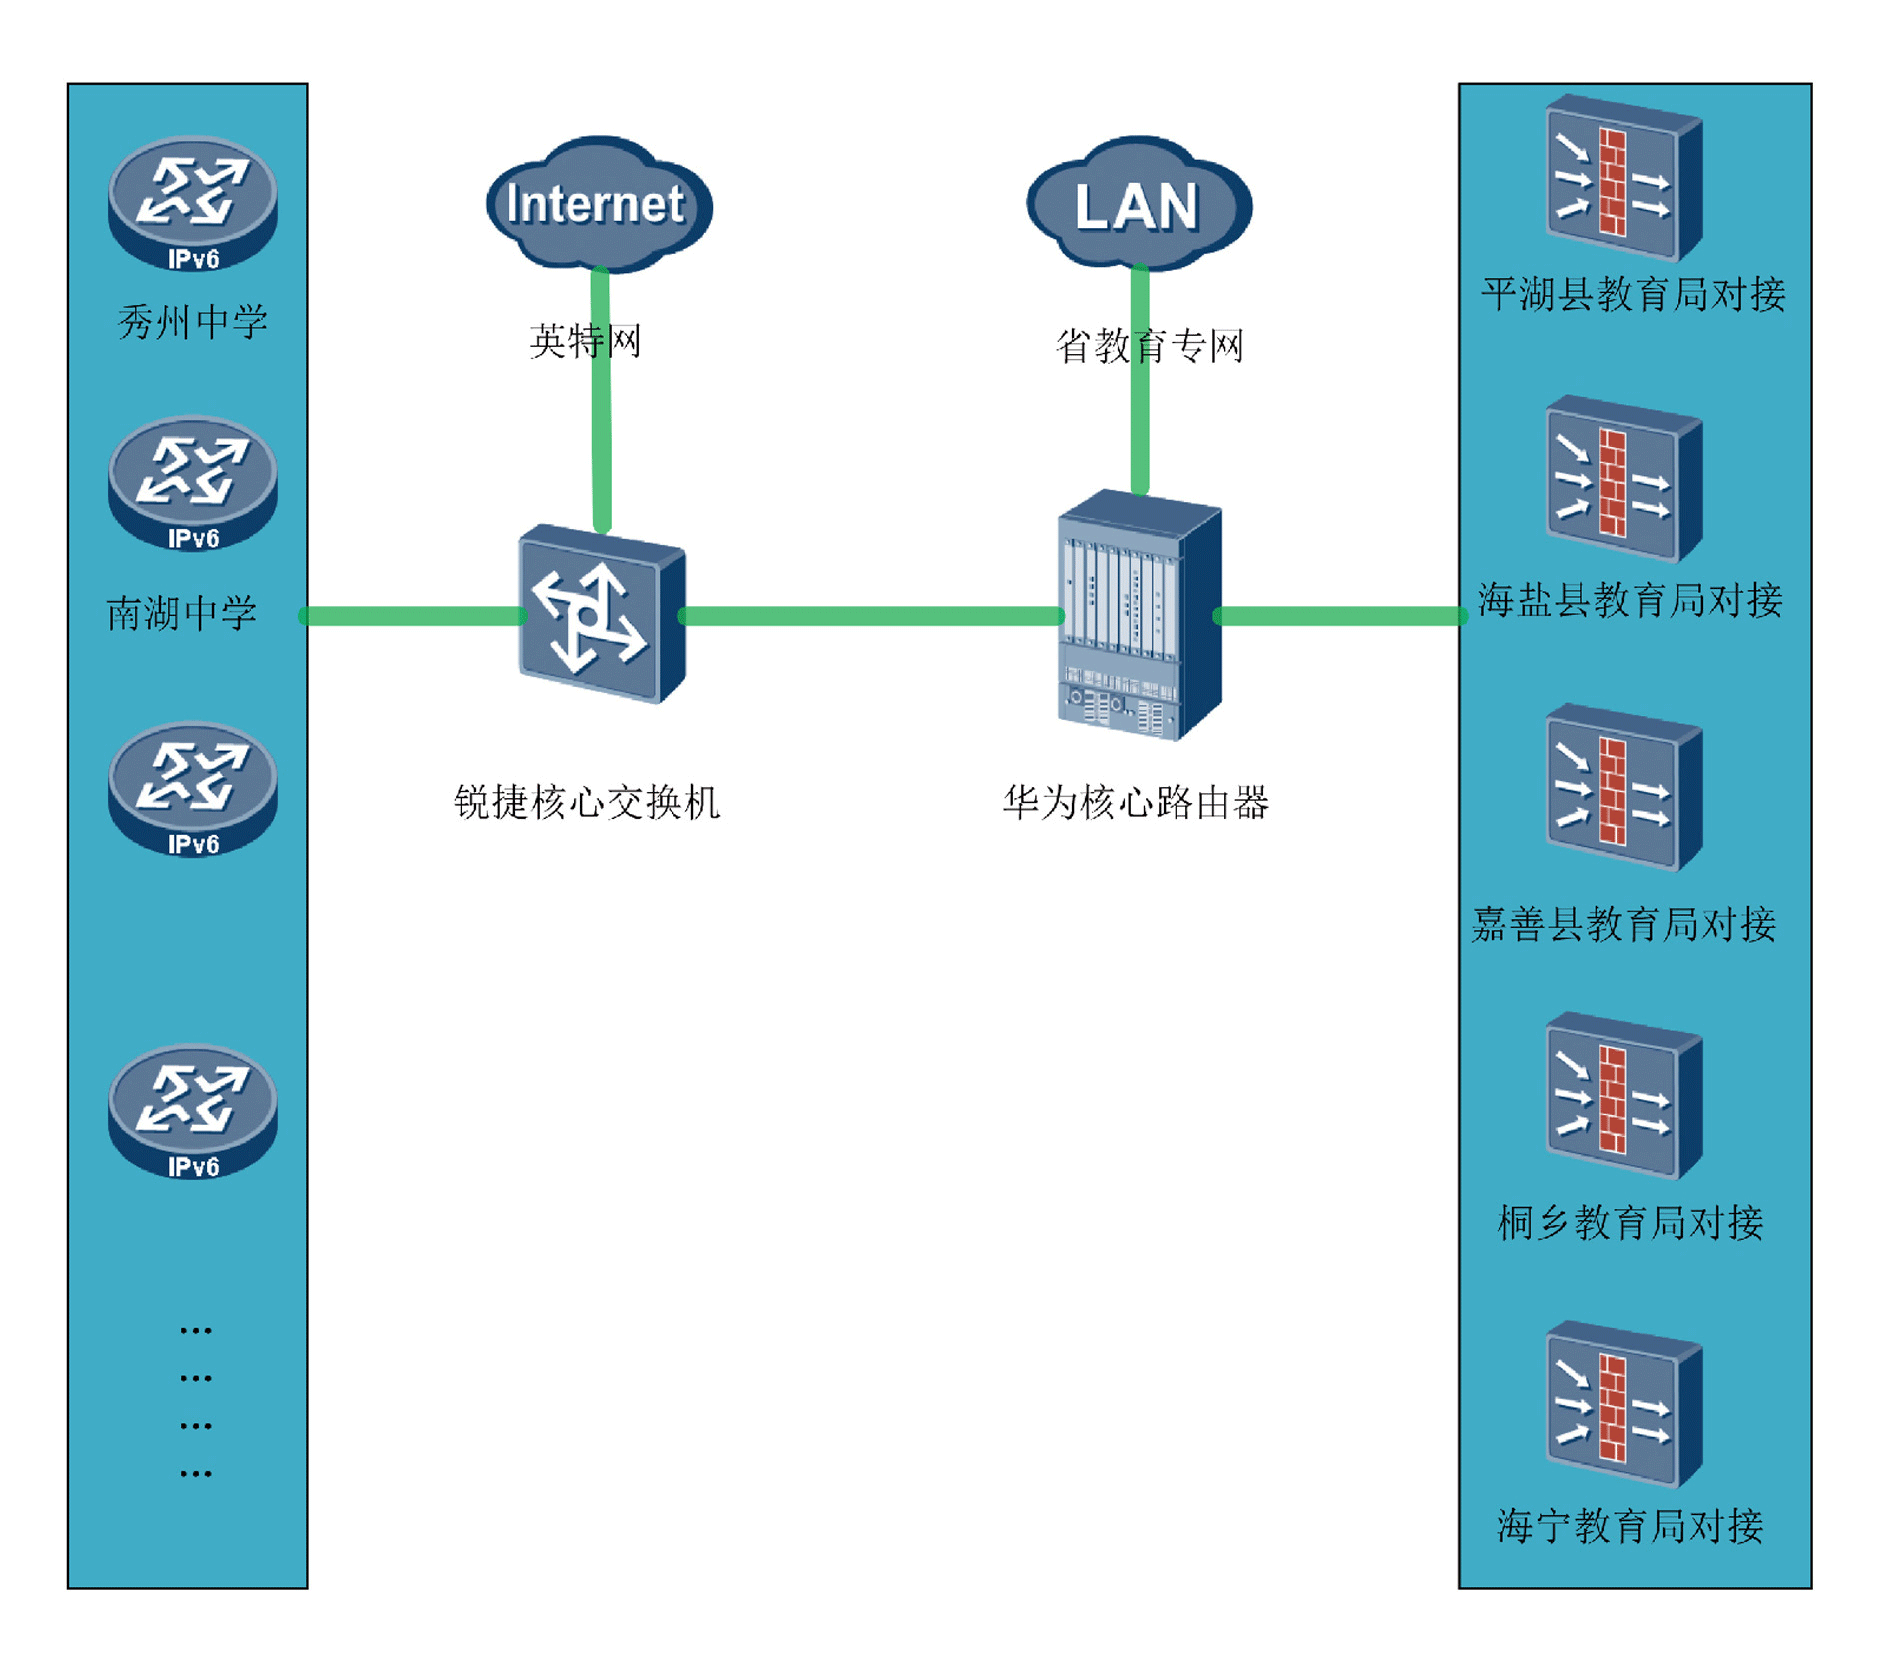 IPv6
秀州中学
IPv6
南湖中学
IPv6
IPv6
...
...
...
...
Internet
英特网
锐捷核心交换机
LAN
省教育专网
华为核心路由器
平湖县教育局对接
海盐县教育局对接
嘉善县教育局对接
桐乡教育局对接
海宁教育局对接